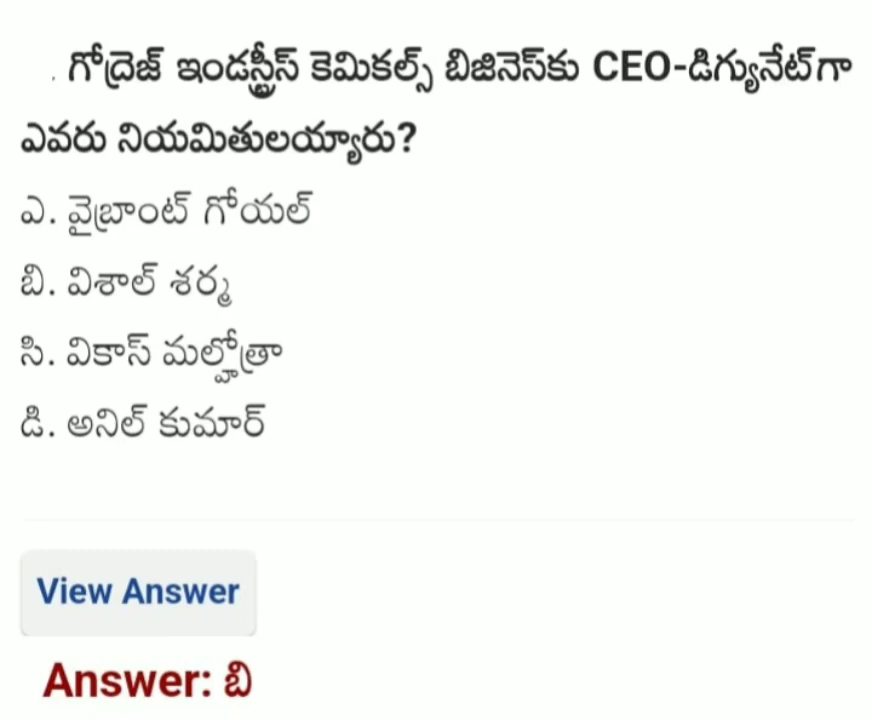 . గోద్రెజ్ ఇండస్ట్రీస్ కెమికల్స్ బిజినెస్‌కు CEO-డిగ్యునేట్‌గా
ఎవరు నియమితులయ్యారు?
ఎ. వైబ్రాంట్ గోయల్
బి. విశాల్ శర్మ
సి. వికాస్ మల్హోత్రా
డి. అనిల్ కుమార్
View Answer
Answer: బి